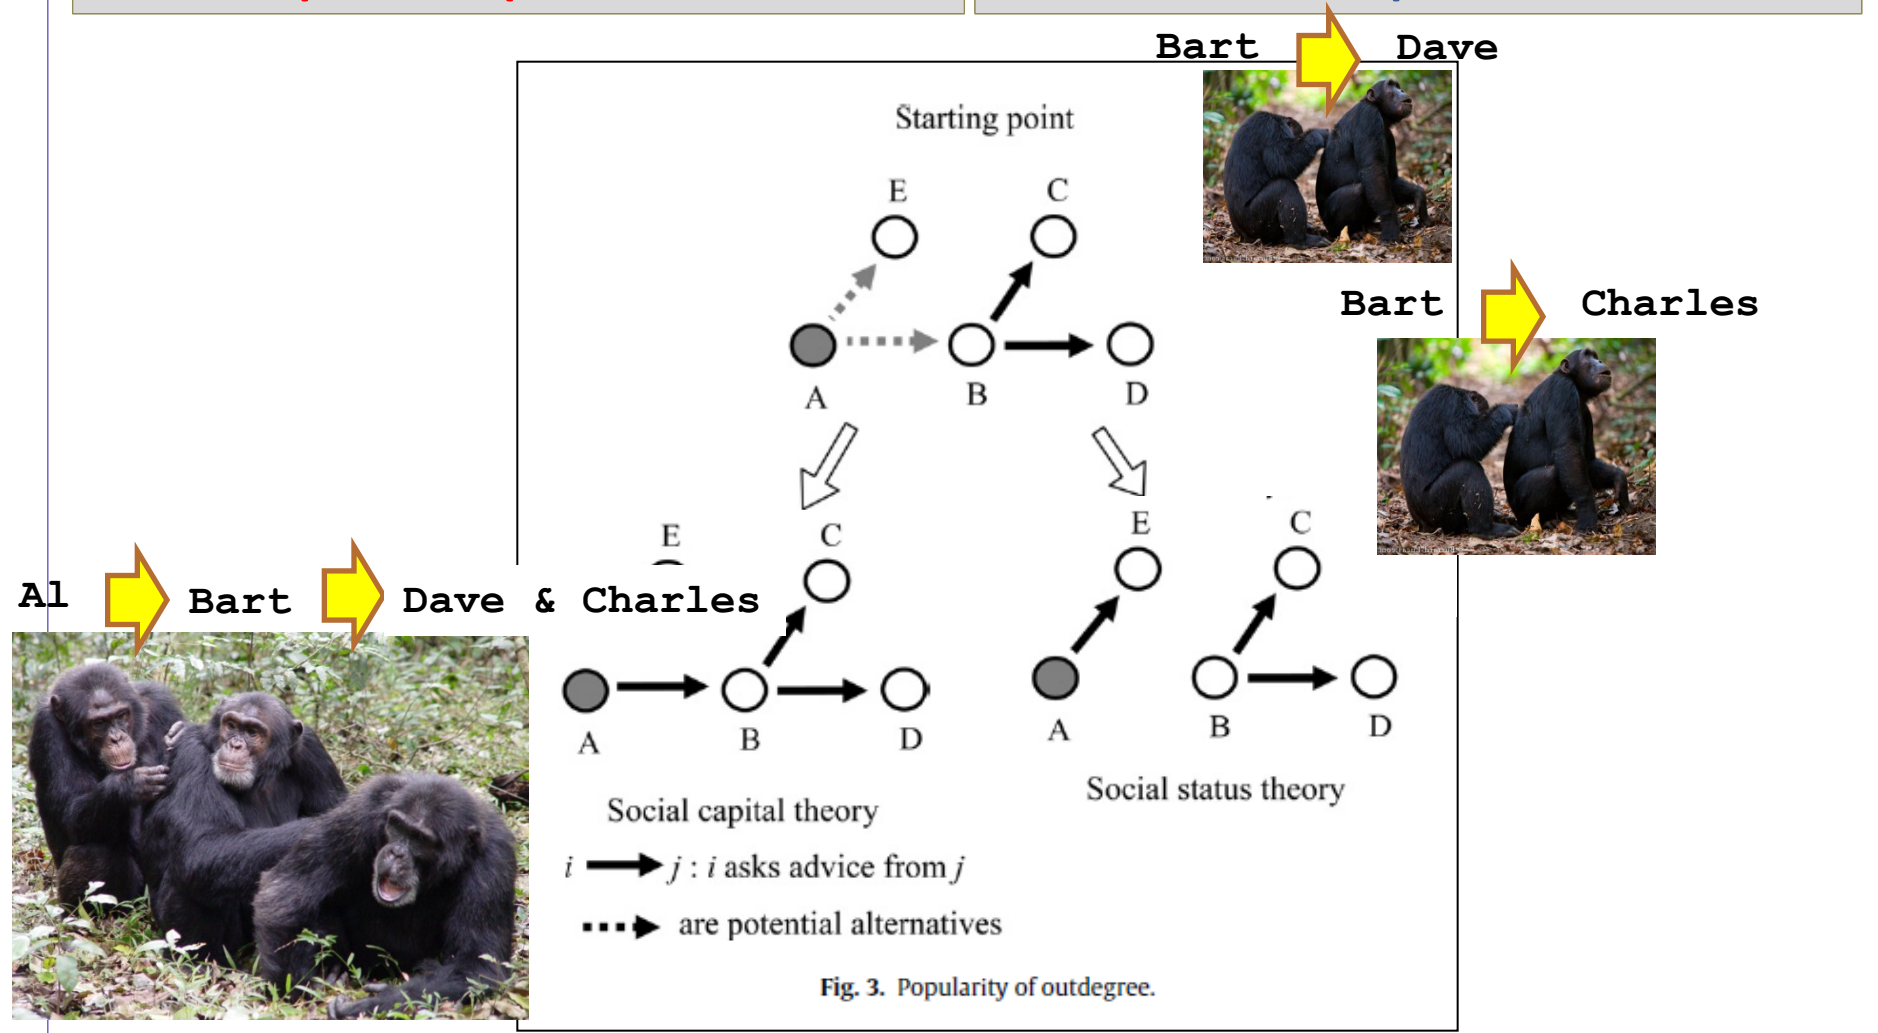 Bart Dave
Starting point
E C
A B D
Bart Charles
E C
A B D
Social capital theory
E C
A B D
Social status theory
Al Bart Dave & Charles
i j : i asks advice from j
are potential alternatives
Fig. 3. Popularity of outdegree.